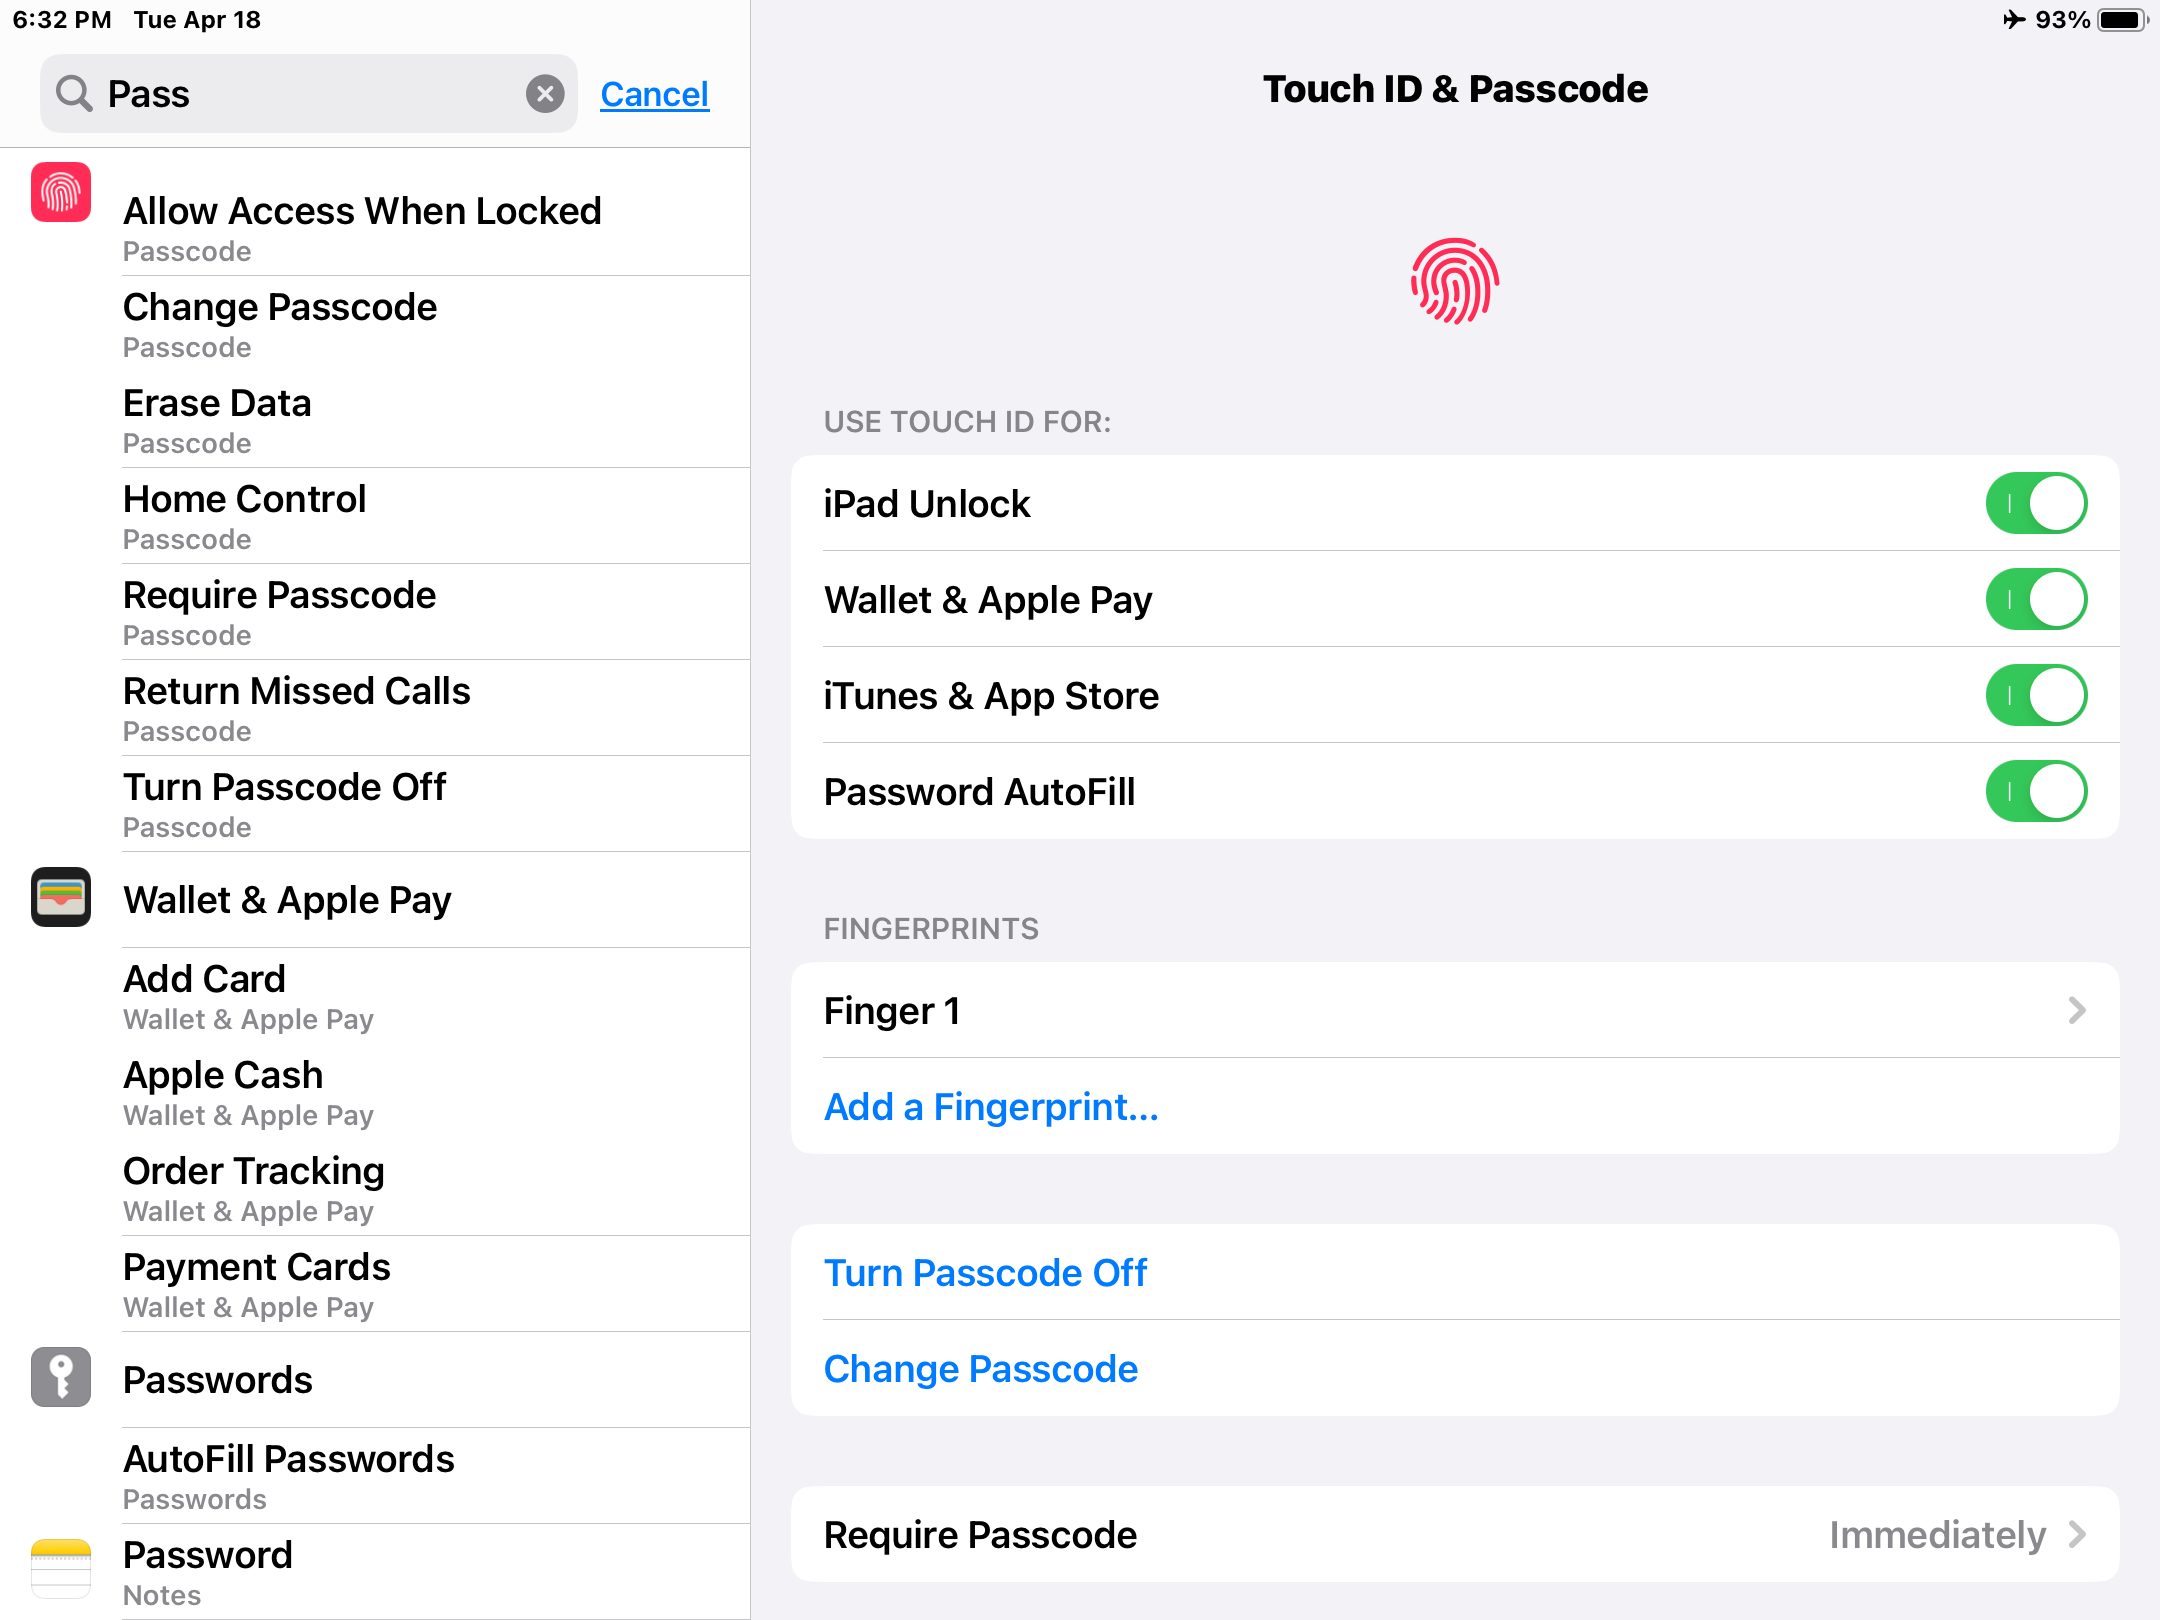 6:32 PM Tue Apr 18
93%
Pass
Cancel
Allow Access When Locked
Passcode
Change Passcode
Passcode
Erase Data
Passcode
Home Control
Passcode
Require Passcode
Passcode
Return Missed Calls
Passcode
Turn Passcode Off
Passcode
Wallet & Apple Pay
Add Card
Wallet & Apple Pay
Apple Cash
Wallet & Apple Pay
Order Tracking
Wallet & Apple Pay
Payment Cards
Wallet & Apple Pay
Passwords
AutoFill Passwords
Passwords
Password
Notes
Touch ID & Passcode
USE TOUCH ID FOR:
iPad Unlock
Wallet & Apple Pay
iTunes & App Store
Password AutoFill
FINGERPRINTS
Finger 1
Add a Fingerprint...
Turn Passcode Off
Change Passcode
Require Passcode Immediately